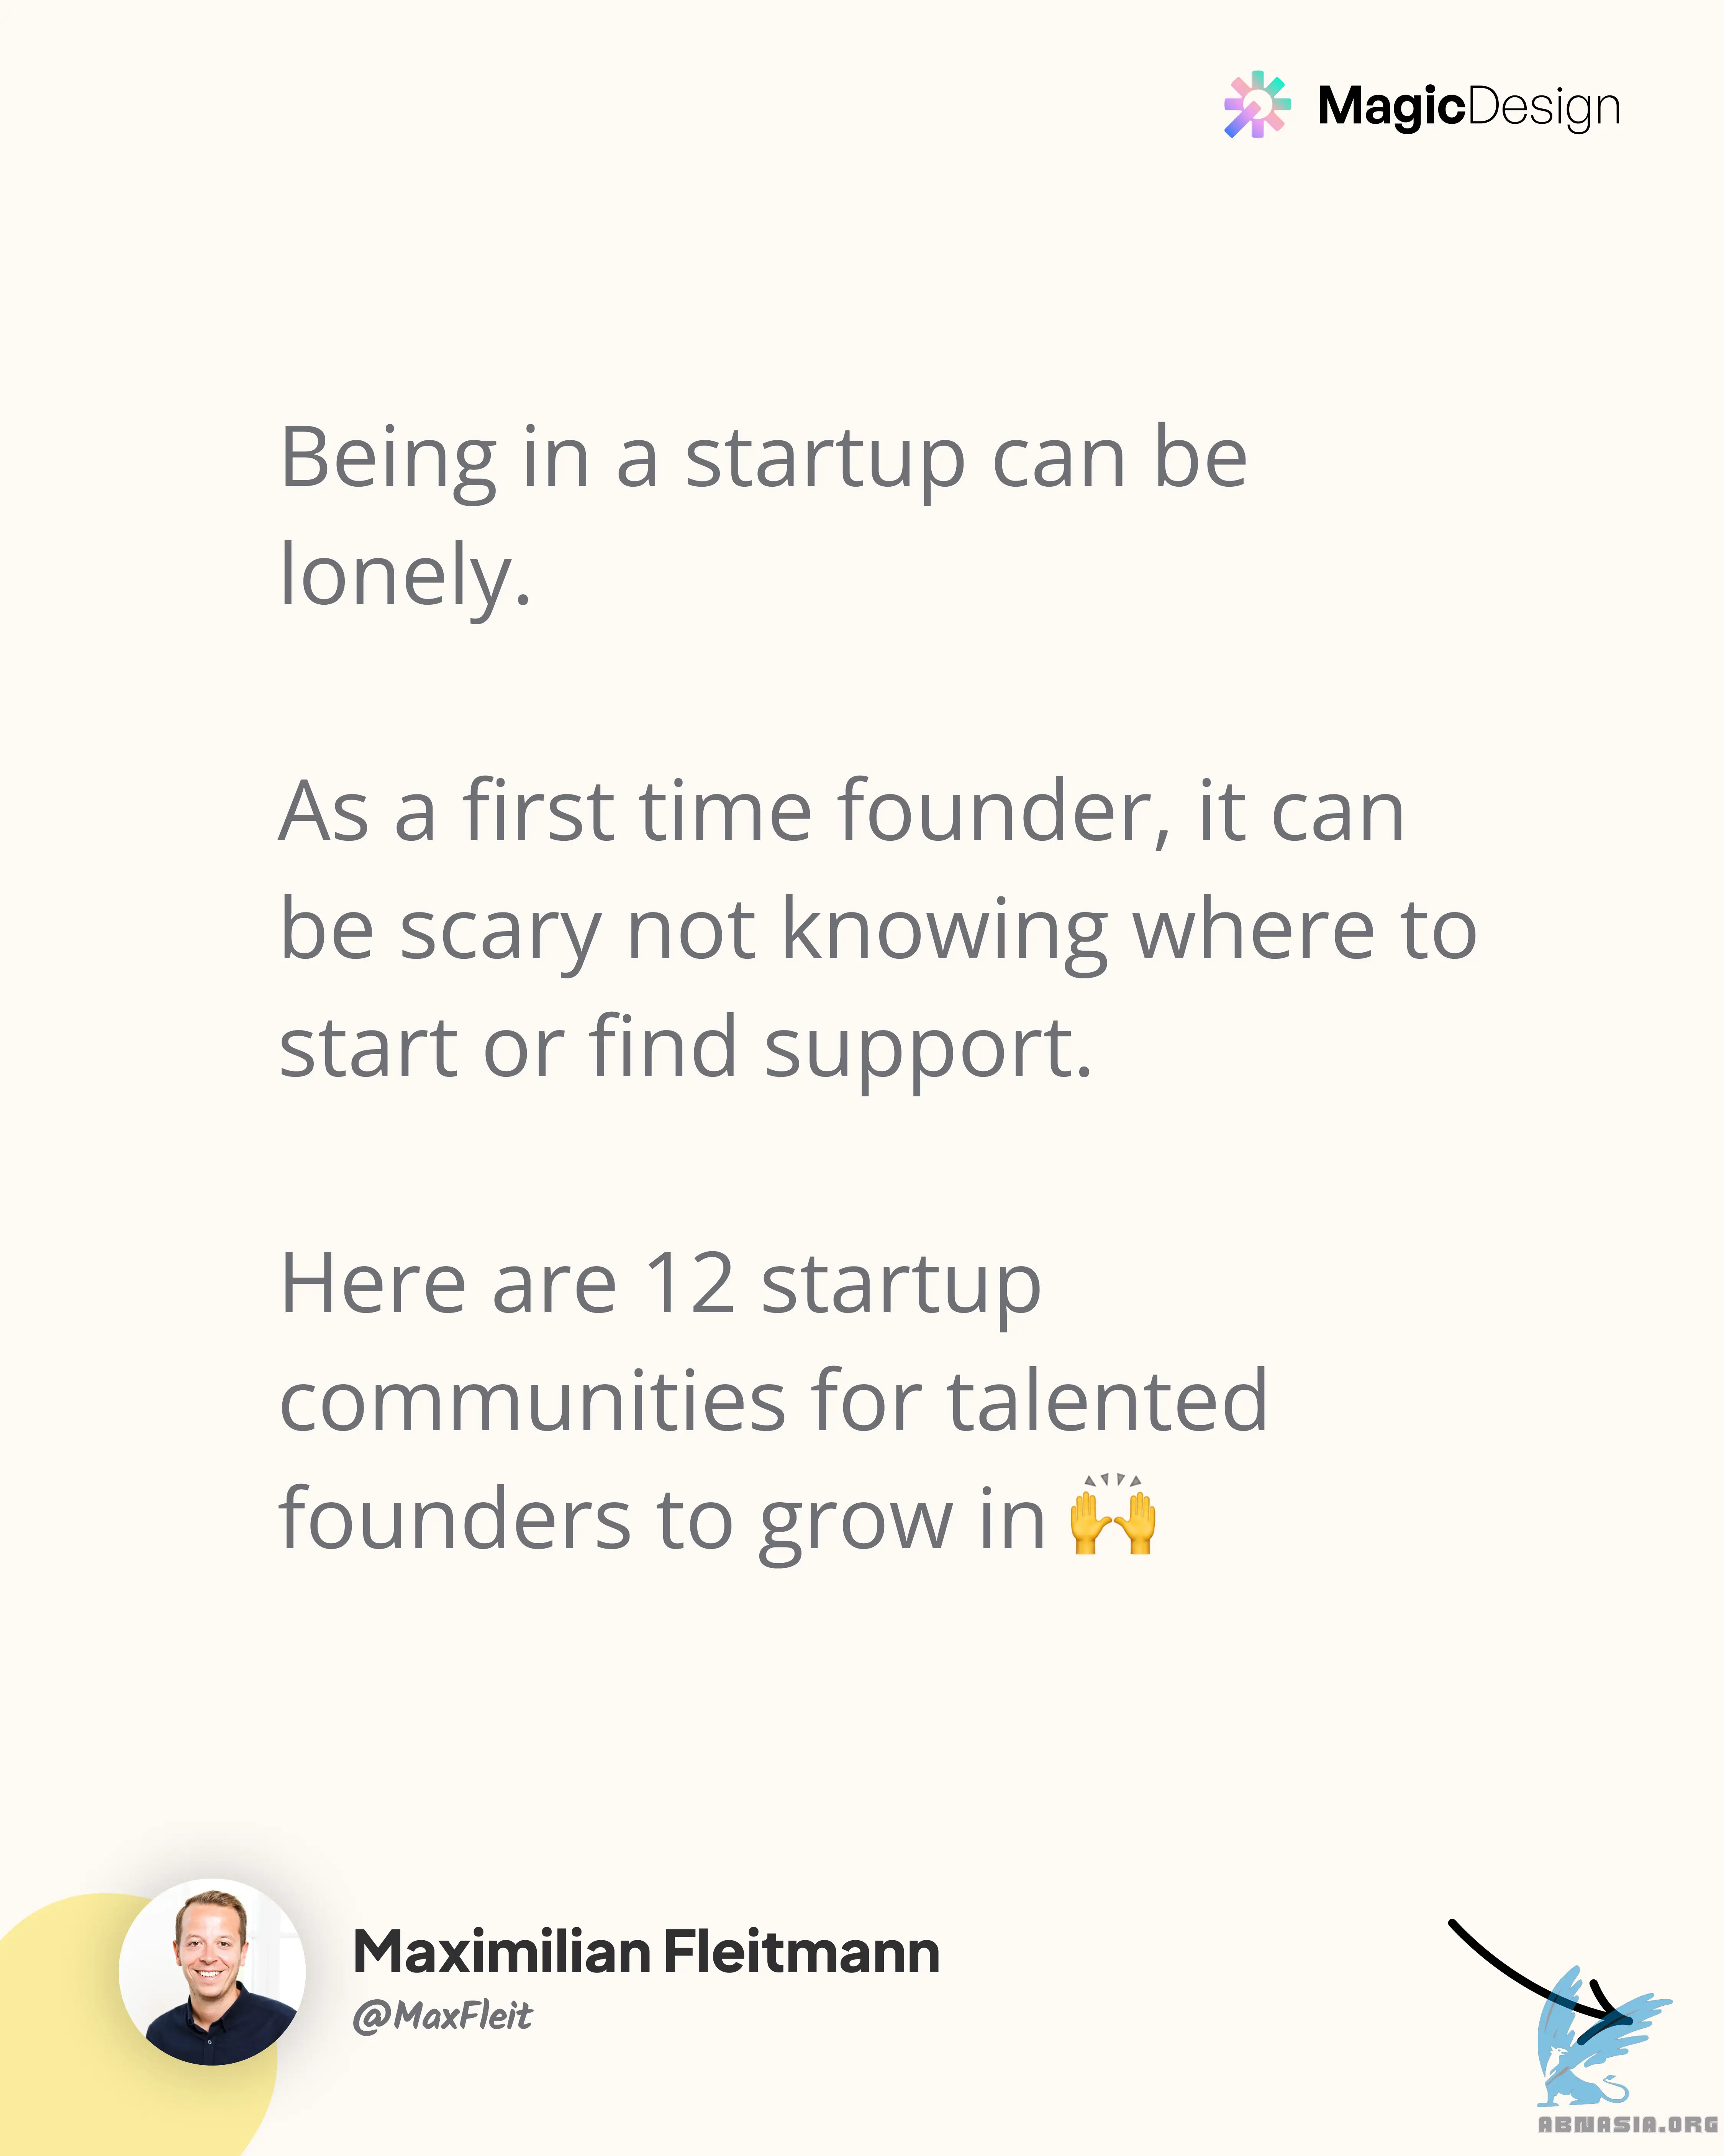 MagicDesign
Being in a startup can be
lonely.
As a first time founder, it can
be scary not knowing where to
start or find support.
Here are 12 startup
communities for talented
founders to grow in 🙌
Maximilian Fleitmann
@MaxFleit
ABNASIA.ORG